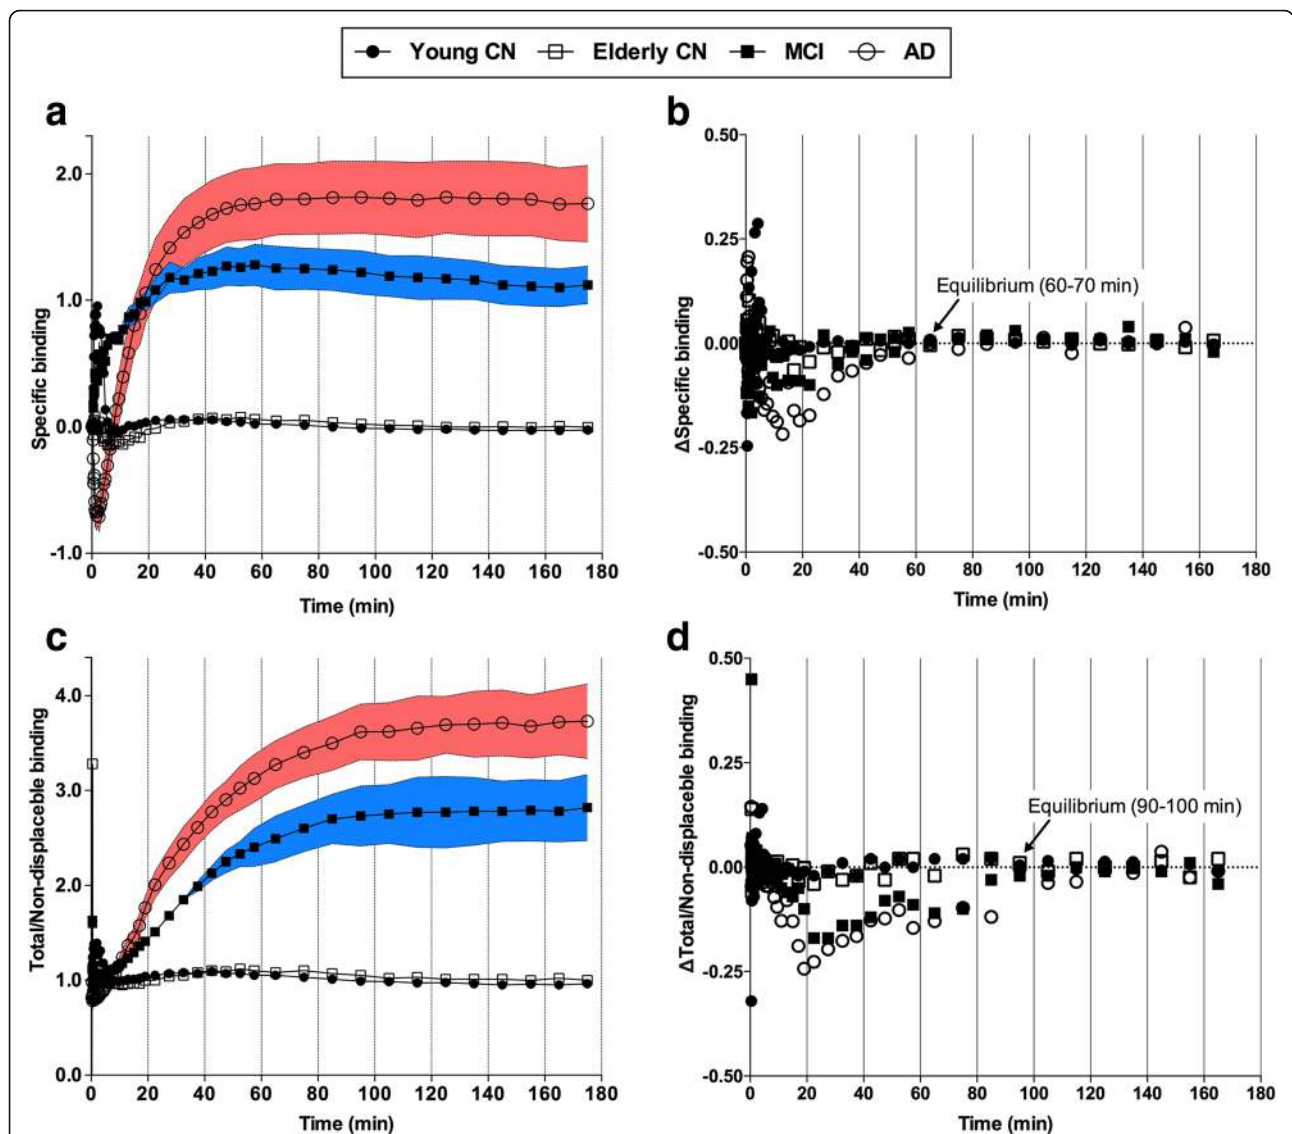 Young CN Elderly CN MCI AD
a
2.0
1.0
0.0
-1.0
Specific binding
0 20 40 60 80 100 120 140 160 180
Time (min)
b
0.50
0.25
0.00
-0.25
-0.50
ΔSpecific binding
Equilibrium (60-70 min)
0 20 40 60 80 100 120 140 160 180
Time (min)
c
4.0
3.0
2.0
1.0
0.0
Total/Non-displaceble binding
0 20 40 60 80 100 120 140 160 180
Time (min)
d
0.50
0.25
0.00
-0.25
-0.50
ΔTotal/Non-displaceble binding
Equilibrium (90-100 min)
0 20 40 60 80 100 120 140 160 180
Time (min)